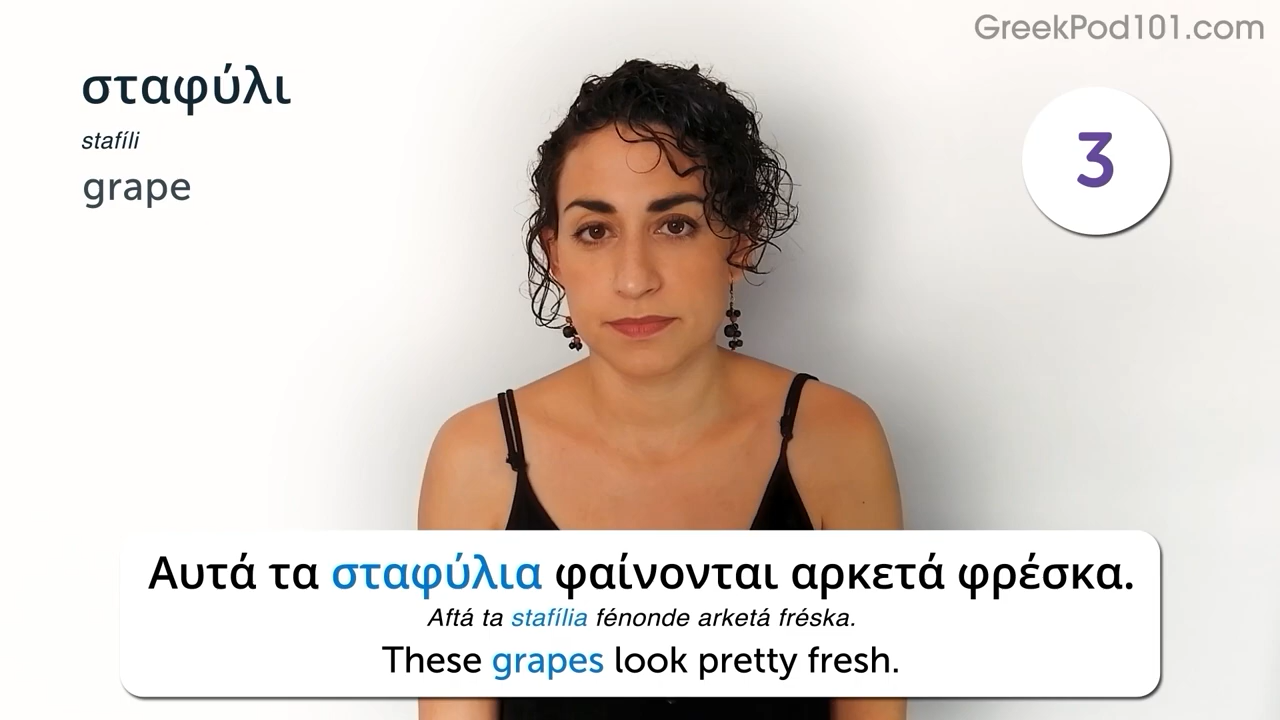 GreekPod101.com
σταφύλι
stafíli
grape
3
Αυτά τα σταφύλια φαίνονται αρκετά φρέσκα.
Aftá ta stafília fénonde arketá fréska.
These grapes look pretty fresh.